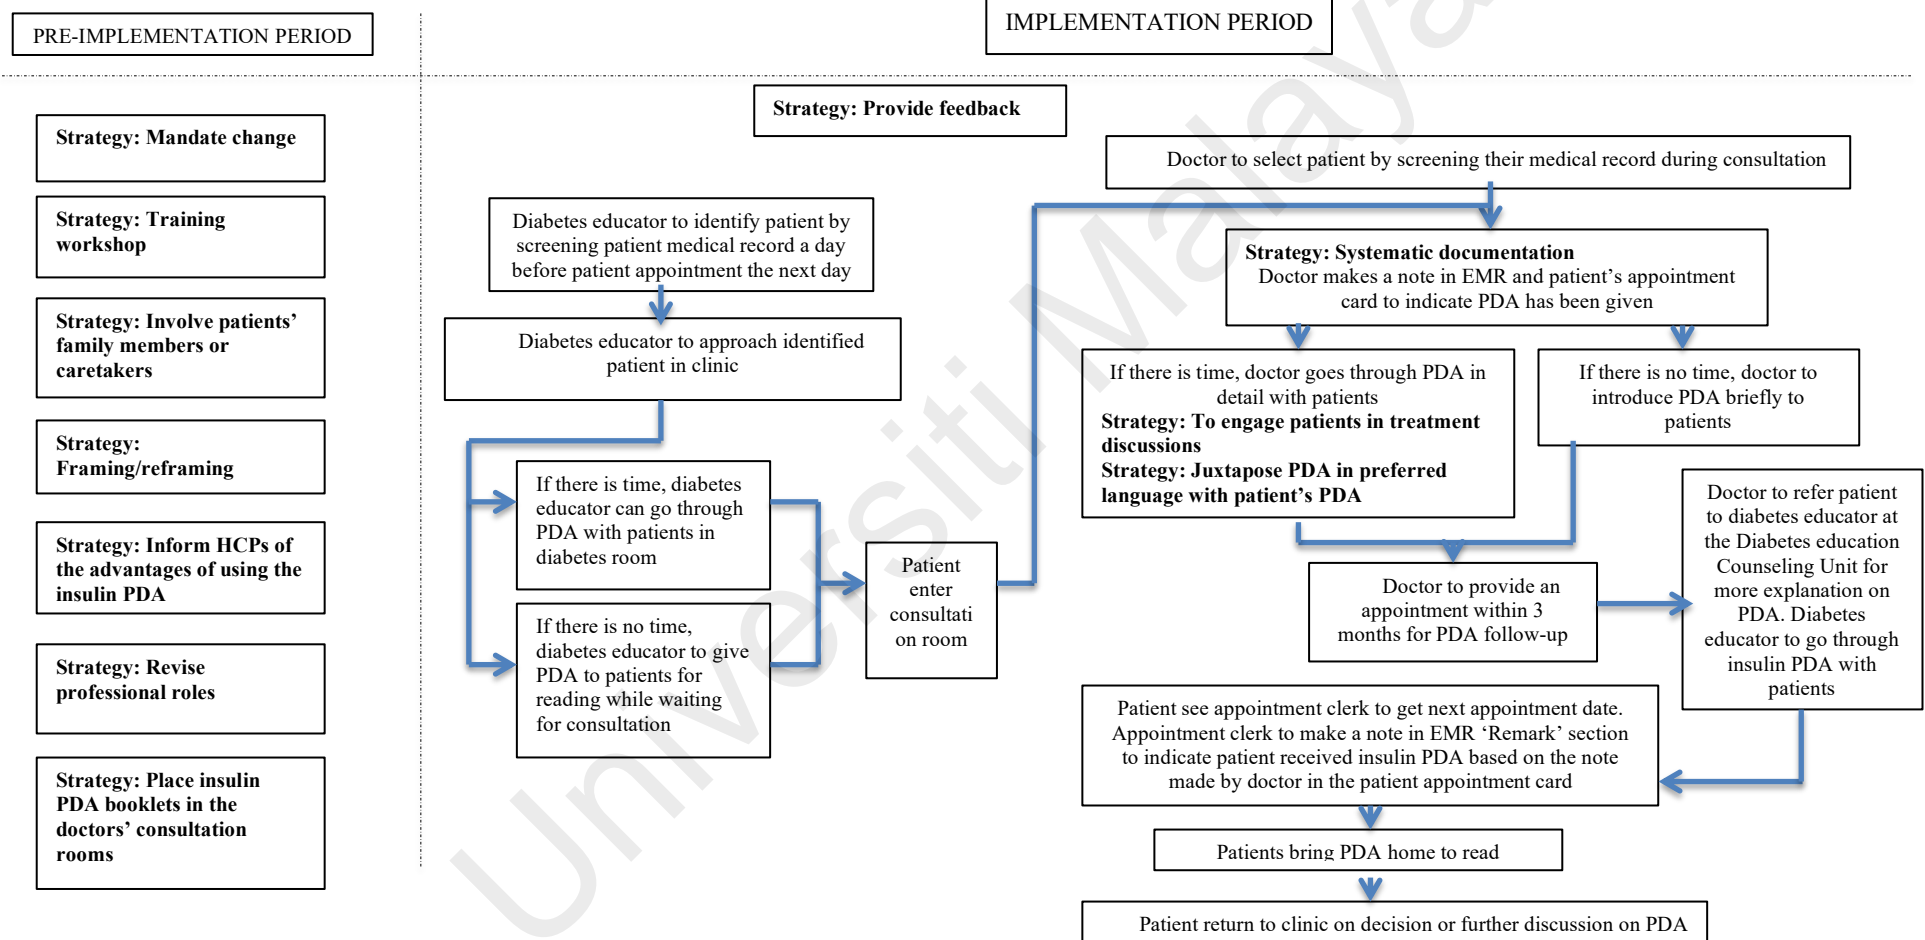 PRE-IMPLEMENTATION PERIOD
IMPLEMENTATION PERIOD
Strategy: Mandate change
Strategy: Training
workshop
Strategy: Involve patients’
family members or
caretakers
Strategy:
Framing/reframing
Strategy: Inform HCPs of
the advantages of using the
insulin PDA
Strategy: Revise
professional roles
Strategy: Place insulin
PDA booklets in the
doctors’ consultation
rooms
Strategy: Provide feedback
Diabetes educator to identify patient by
screening patient medical record a day
before patient appointment the next day
Diabetes educator to approach identified
patient in clinic
If there is time, diabetes
educator can go through
PDA with patients in
diabetes room
If there is no time,
diabetes educator to give
PDA to patients for
reading while waiting
for consultation
Patient
enter
consultati
on room
Doctor to select patient by screening their medical record during consultation
Strategy: Systematic documentation
Doctor makes a note in EMR and patient’s appointment
card to indicate PDA has been given
If there is time, doctor goes through PDA in
detail with patients
Strategy: To engage patients in treatment
discussions
Strategy: Juxtapose PDA in preferred
language with patient’s PDA
If there is no time, doctor to
introduce PDA briefly to
patients
Doctor to provide an
appointment within 3
months for PDA follow-up
Doctor to refer patient
to diabetes educator at
the Diabetes education
Counseling Unit for
more explanation on
PDA. Diabetes
educator to go through
insulin PDA with
patients
Patient see appointment clerk to get next appointment date.
Appointment clerk to make a note in EMR ‘Remark’ section
to indicate patient received insulin PDA based on the note
made by doctor in the patient appointment card
Patients bring PDA home to read
Patient return to clinic on decision or further discussion on PDA
Universiti Malaya